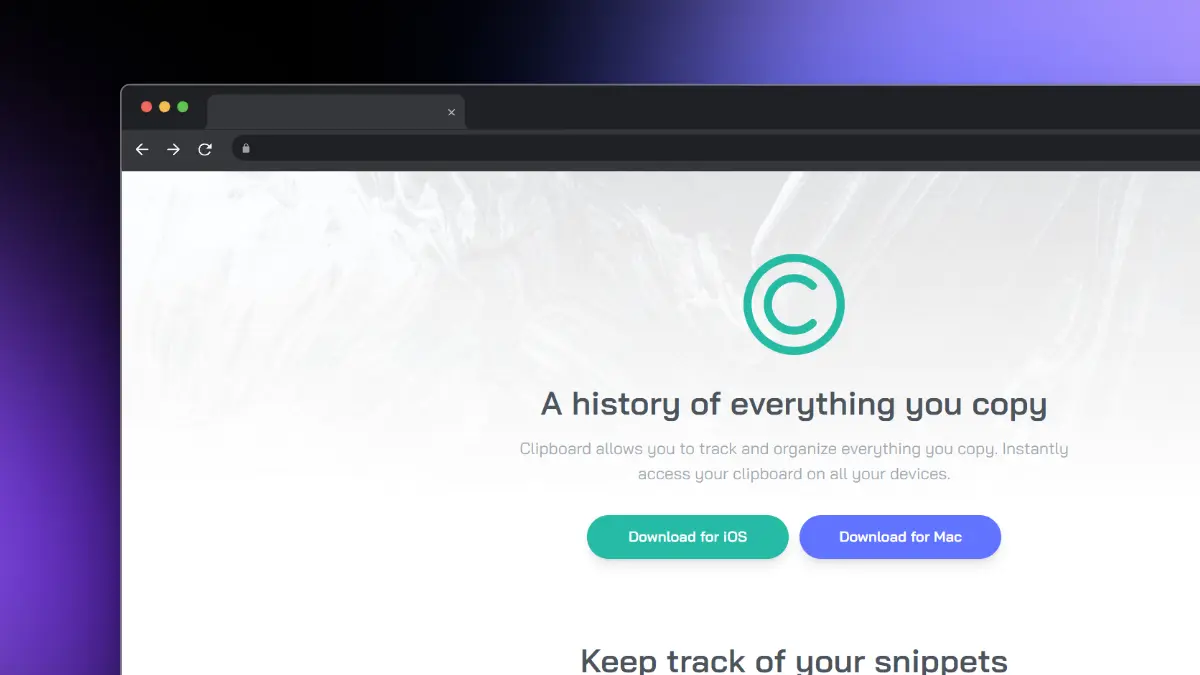 A history of everything you copy
Clipboard allows you to track and organize everything you copy. Instantly
access your clipboard on all your devices.
Download for iOS
Download for Mac
Keep track of your snippets